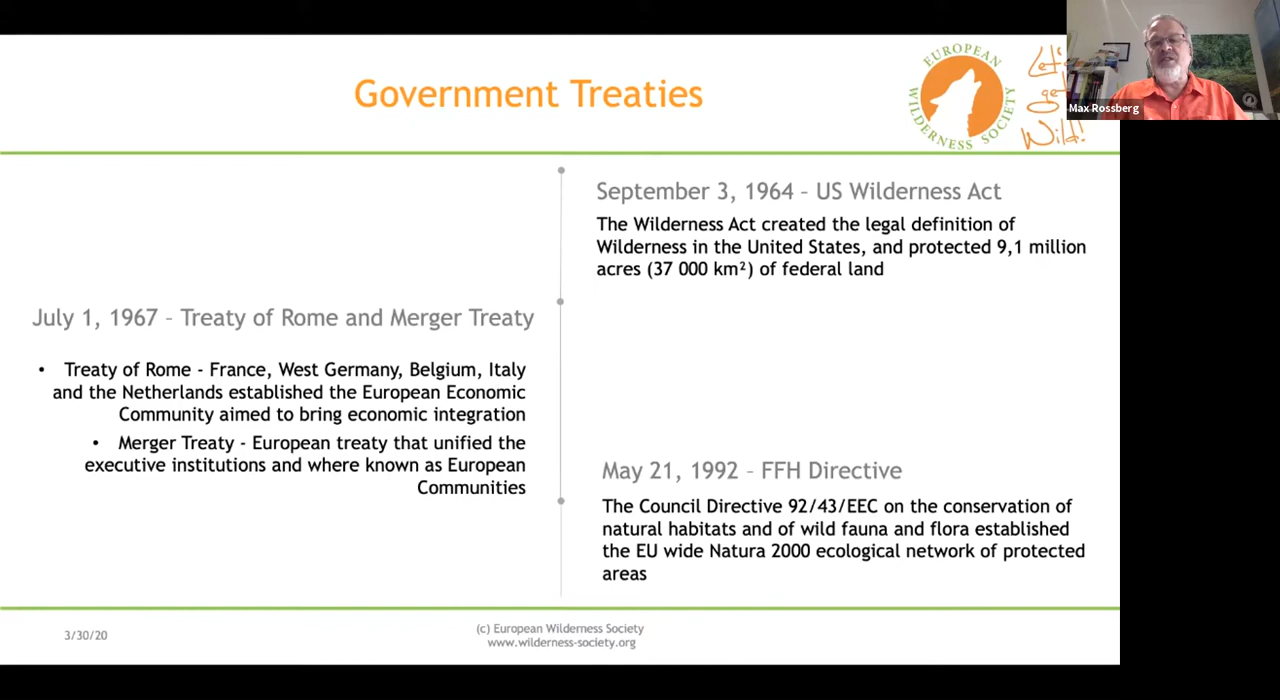 Government Treaties
EUROPEAN
WILDERNESS SOCIETY
Let's
get
Wild!
Max Rossberg
September 3, 1964 – US Wilderness Act
The Wilderness Act created the legal definition of
Wilderness in the United States, and protected 9,1 million
acres (37 000 km²) of federal land
July 1, 1967 – Treaty of Rome and Merger Treaty
• Treaty of Rome - France, West Germany, Belgium, Italy
and the Netherlands established the European Economic
Community aimed to bring economic integration
• Merger Treaty - European treaty that unified the
executive institutions and where known as European
Communities
May 21, 1992 – FFH Directive
The Council Directive 92/43/EEC on the conservation of
natural habitats and of wild fauna and flora established
the EU wide Natura 2000 ecological network of protected
areas
3/30/20
(c) European Wilderness Society
www.wilderness-society.org